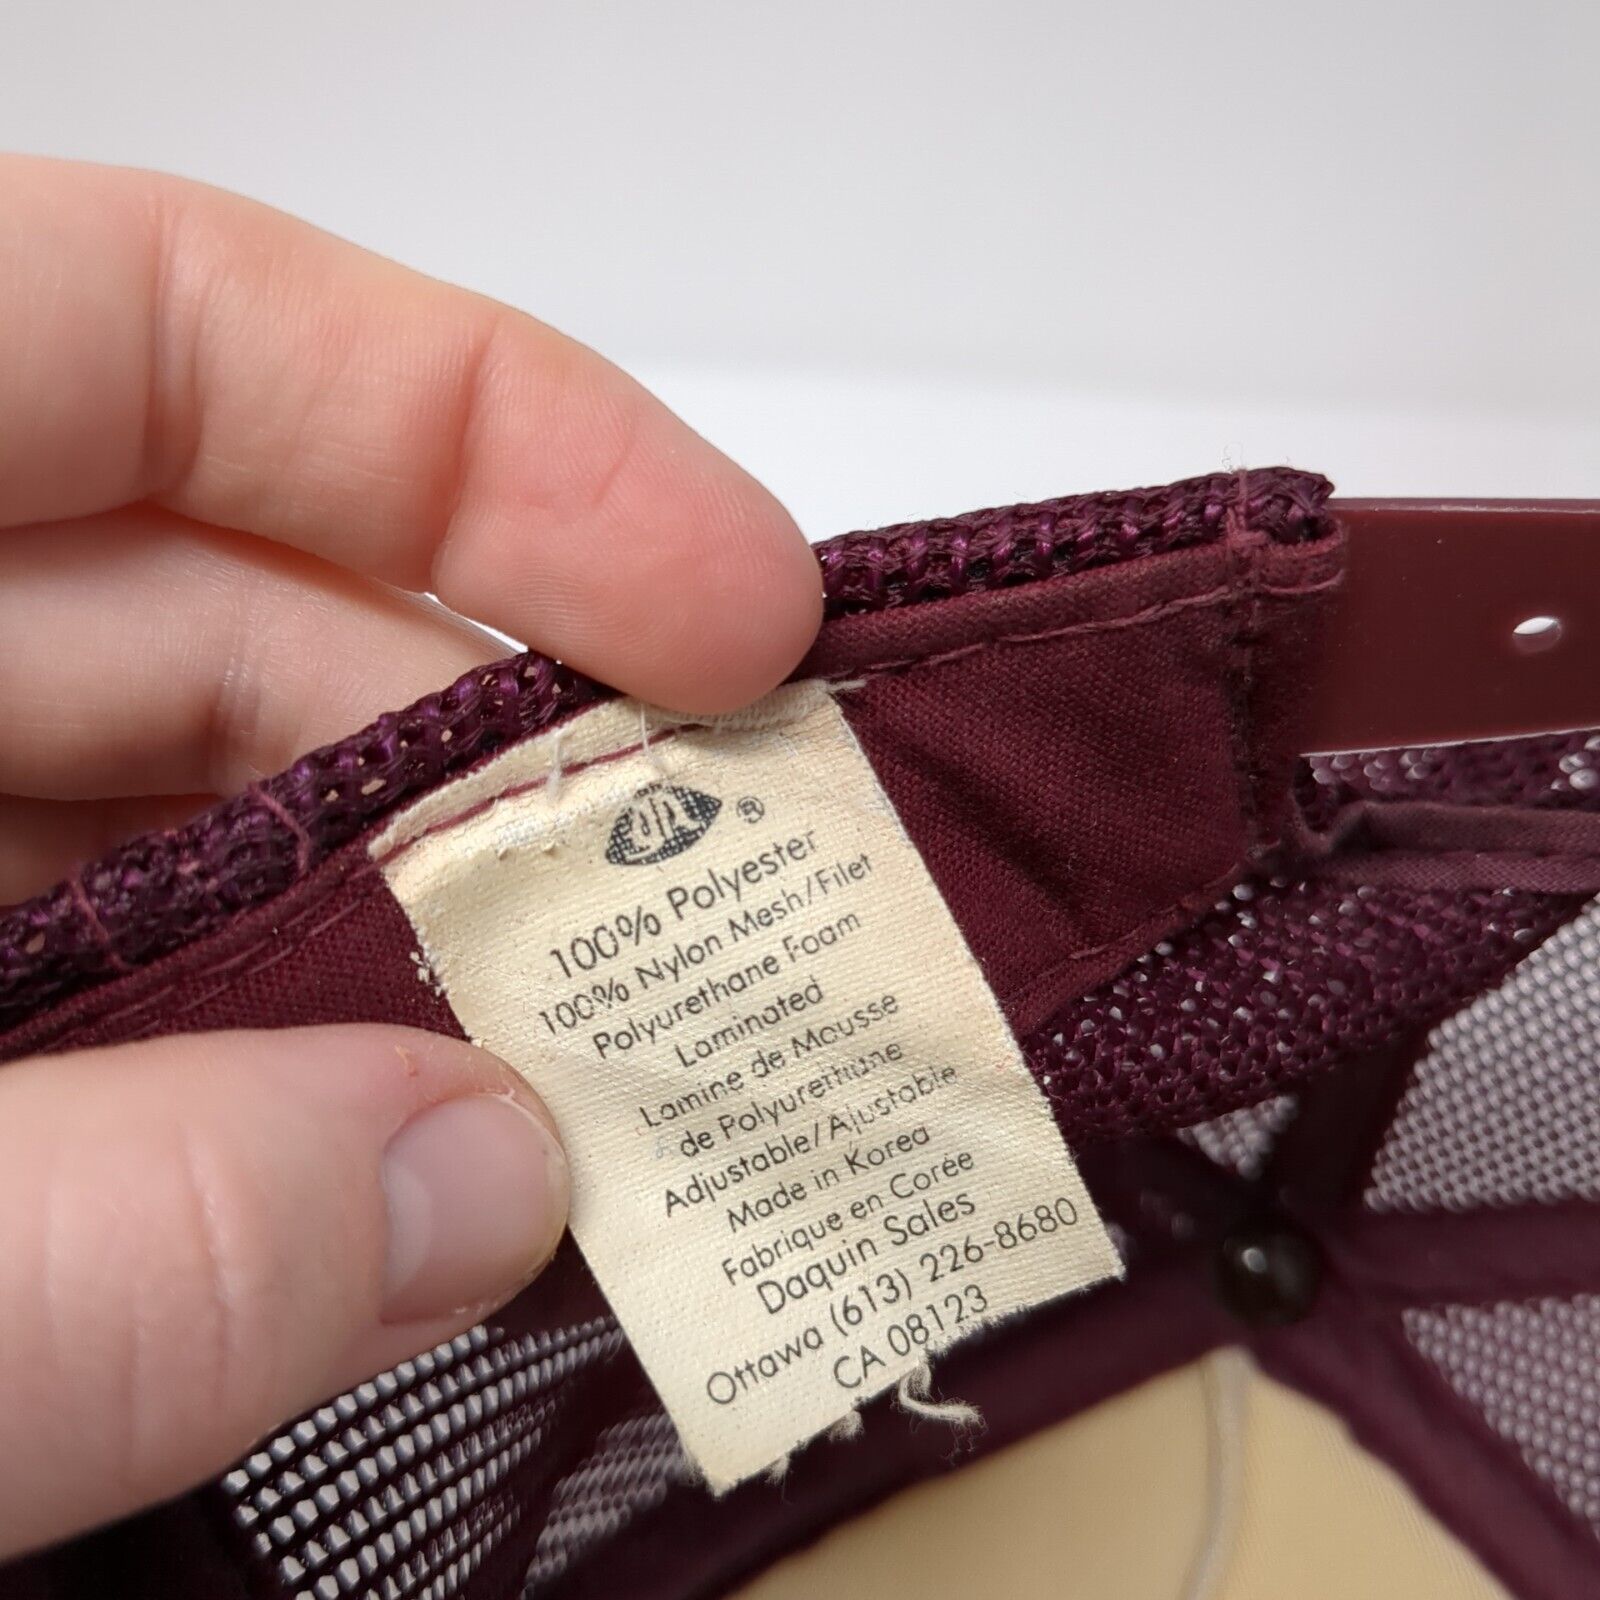 ®
100% Polyester
100% Nylon Mesh/Filet
Polyurethane Foam
Laminated
Lamine de Mousse
de Polyurethane
Adjustable/Ajustable
Made in Korea
Fabrique en Corée
Daquin Sales
Ottawa (613) 226-8680
CA 08123